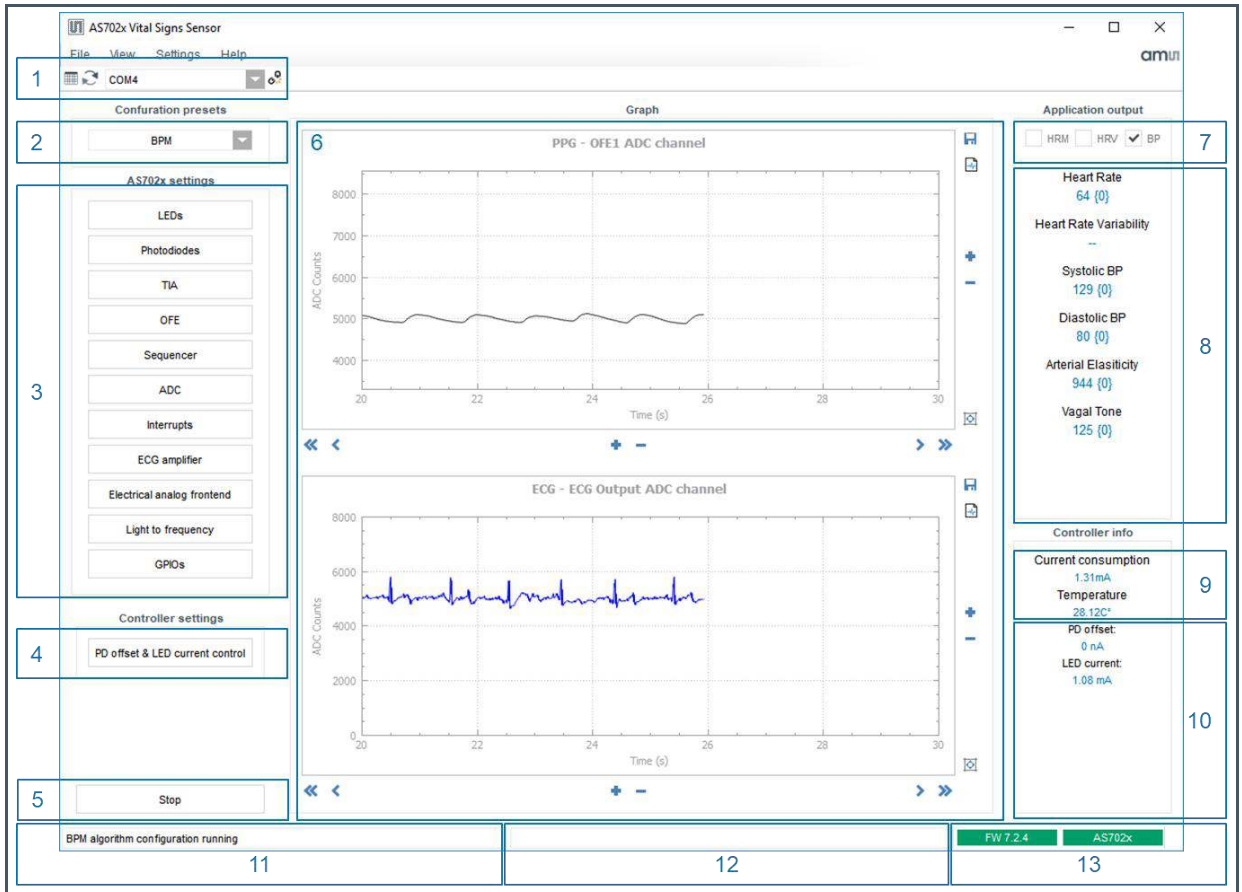 AS702x Vital Signs Sensor
File View Settings Help
amu
1
COM4
Confuration presets
Graph
Application output
2
BPM
6
PPG - OFE1 ADC channel
HRM HRV BP
7
AS702x settings
LEDs
Photodiodes
TIA
OFE
Sequencer
ADC
Interrupts
ECG amplifier
Electrical analog frontend
Light to frequency
GPIOs
3
8000
7000
6000
5000
4000
ADC Counts
20 22 24 26 28 30
Time (s)
Heart Rate
64 {0}
Heart Rate Variability
--
Systolic BP
129 {0}
Diastolic BP
80 {0}
Arterial Elasiticity
944 {0}
Vagal Tone
125 {0}
8
ECG - ECG Output ADC channel
8000
6000
4000
2000
0
ADC Counts
20 22 24 26 28 30
Time (s)
Controller info
Current consumption
1.31mA
Temperature
28.12C°
9
Controller settings
4
PD offset & LED current control
PD offset:
0 nA
LED current:
1.08 mA
10
5
Stop
BPM algorithm configuration running
FW 7.2.4
AS702x
11
12
13